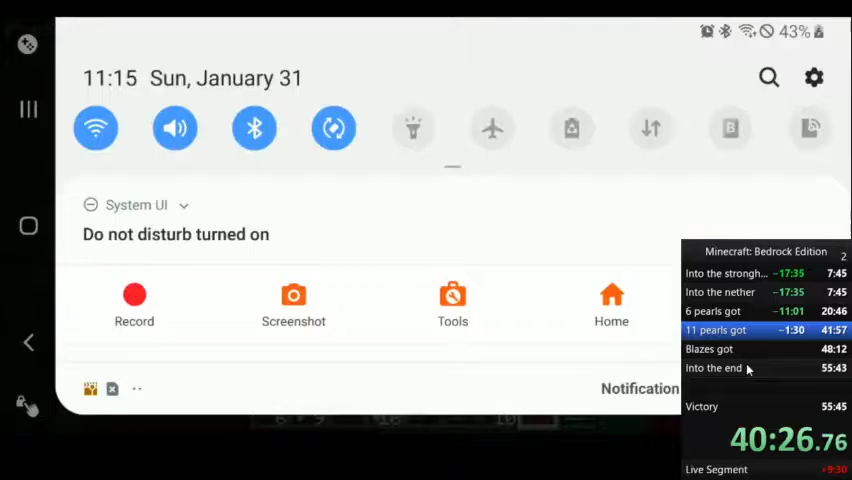 43%
11:15 Sun, January 31
B
System UI
Do not disturb turned on
Record
Screenshot
Tools
Home
Notification
Minecraft: Bedrock Edition
2
Into the strongh... −17:35 7:45
Into the nether −17:35 7:45
6 pearls got −11:01 20:46
11 pearls got −1:30 41:57
Blazes got 48:12
Into the end 55:43
Victory 55:45
40:26.76
Live Segment +9:30